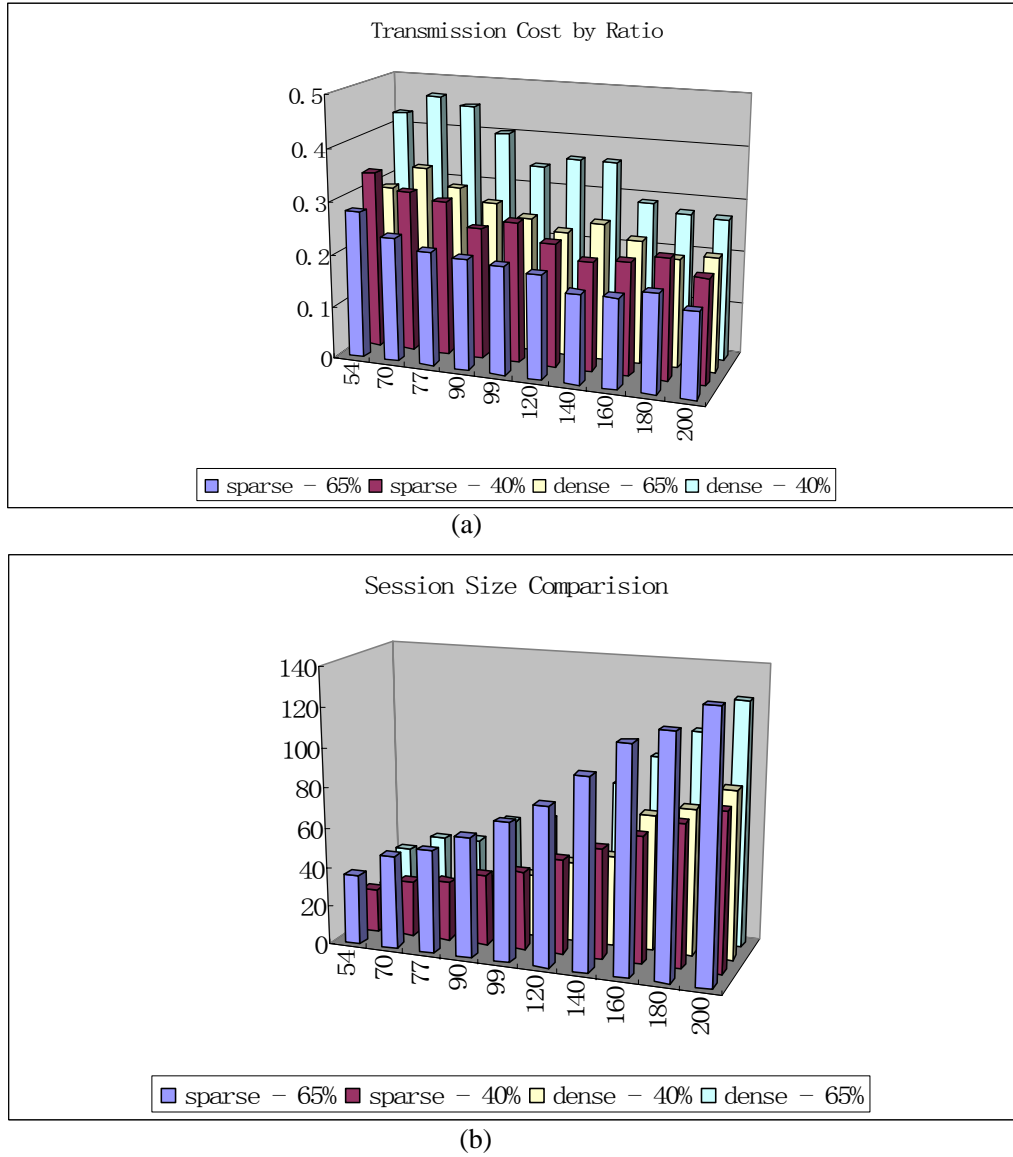 Transmission Cost by Ratio
0.5
0.4
0.3
0.2
0.1
0
54 70 77 90 99 120 140 160 180 200
sparse - 65% sparse - 40% dense - 65% dense - 40%
(a)
Session Size Comparision
140
120
100
80
60
40
20
0
54 70 77 90 99 120 140 160 180 200
sparse - 65% sparse - 40% dense - 40% dense - 65%
(b)